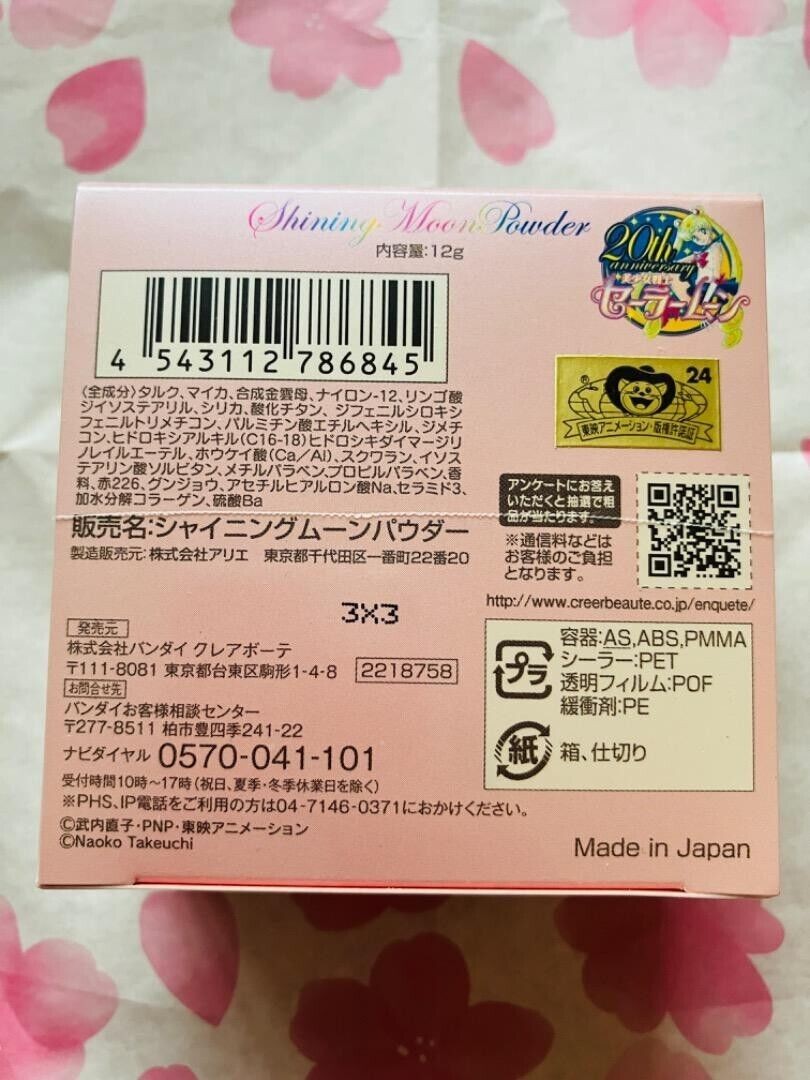 Shining Moon Powder
内容量:12g
20th
anniversary
美少女戦士
セーラームーン
4 543112 786845
(全成分)タルク、マイカ、合成金雲母、ナイロン-12、リンゴ酸
ジイソステアリル、シリカ、酸化チタン、ジフェニルシロキシ
フェニルトリメチコン、パルミチン酸エチルヘキシル、ジメチ
コン、ヒドロキシアルキル(C16-18)ヒドロシキダイマージリ
ノレイルエーテル、ホウケイ酸(Ca/Al)、スクワラン、イソス
テアリン酸ソルビタン、メチルパラベン、プロピルパラベン、香
料、赤226、グンジョウ、アセチルヒアルロン酸Na、セラミド3、
加水分解コラーゲン、硫酸Ba
24
東映アニメーション・版権許諾証
アンケートにお答え
いただくと抽選で粗
品が当たります。
※通信料などは
お客様のご負担
となります。
http://www.creerbeaute.co.jp/enquete/
販売名:シャイニングムーンパウダー
製造販売元:株式会社アリエ 東京都千代田区一番町22番20
3X3
発売元
株式会社バンダイ クレアボーテ
〒111-8081 東京都台東区駒形1-4-8
2218758
お問合せ先
バンダイお客様相談センター
〒277-8511 柏市豊四季241-22
ナビダイヤル 0570-041-101
受付時間10時~17時(祝日、夏季・冬季休業日を除く)
※PHS、IP電話をご利用の方は04-7146-0371におかけください。
©武内直子・PNP・東映アニメーション
©Naoko Takeuchi
プラ
容器:AS,ABS,PMMA
シーラー:PET
透明フィルム:POF
緩衝剤:PE
紙
箱、仕切り
Made in Japan